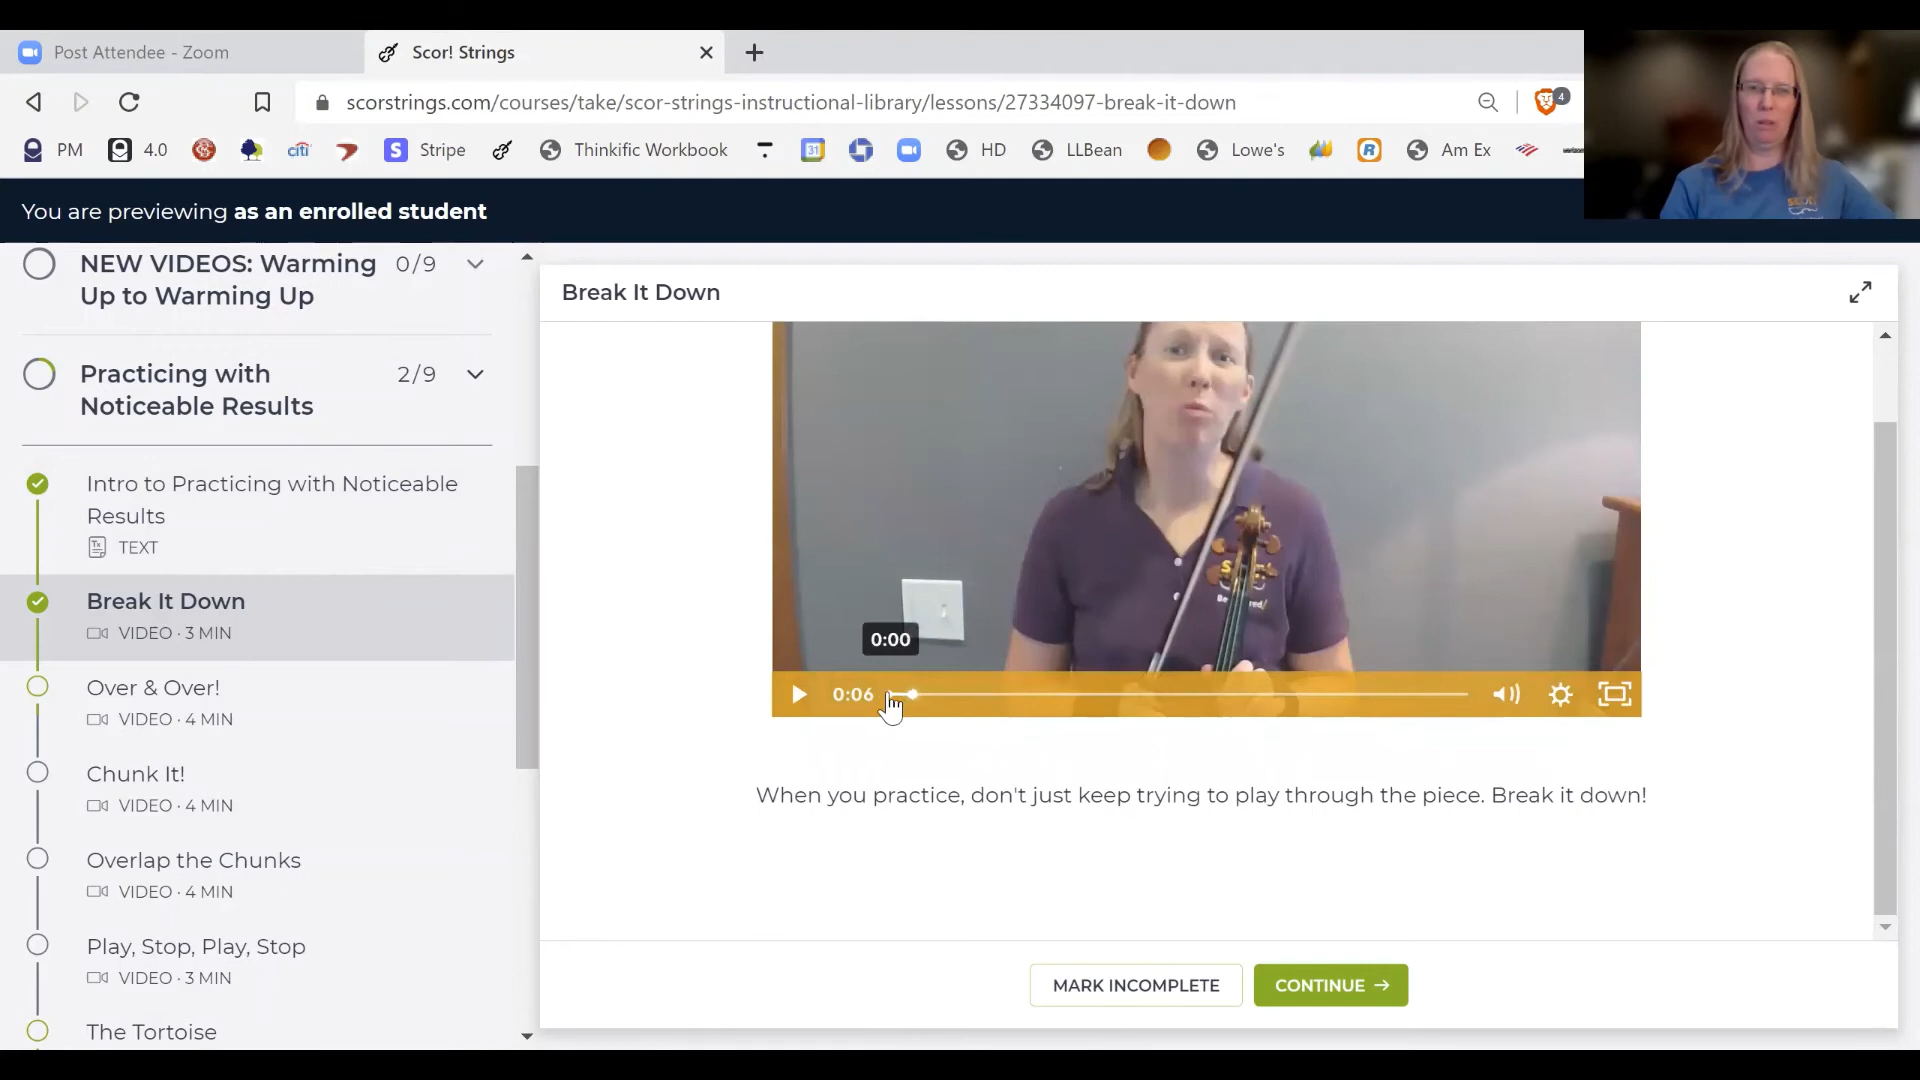 Post Attendee - Zoom
Scor! Strings
scorstrings.com/courses/take/scor-strings-instructional-library/lessons/27334097-break-it-down
4
PM
4.0
citi
S Stripe
Thinkific Workbook
31
HD
LLBean
Lowe's
R
Am Ex
You are previewing as an enrolled student
NEW VIDEOS: Warming
Up to Warming Up
0/9
Practicing with
Noticeable Results
2/9
Intro to Practicing with Noticeable
Results
TEXT
Break It Down
VIDEO · 3 MIN
Over & Over!
VIDEO · 4 MIN
Chunk It!
VIDEO · 4 MIN
Overlap the Chunks
VIDEO · 4 MIN
Play, Stop, Play, Stop
VIDEO · 3 MIN
The Tortoise
Break It Down
0:00
0:06
When you practice, don't just keep trying to play through the piece. Break it down!
MARK INCOMPLETE
CONTINUE →